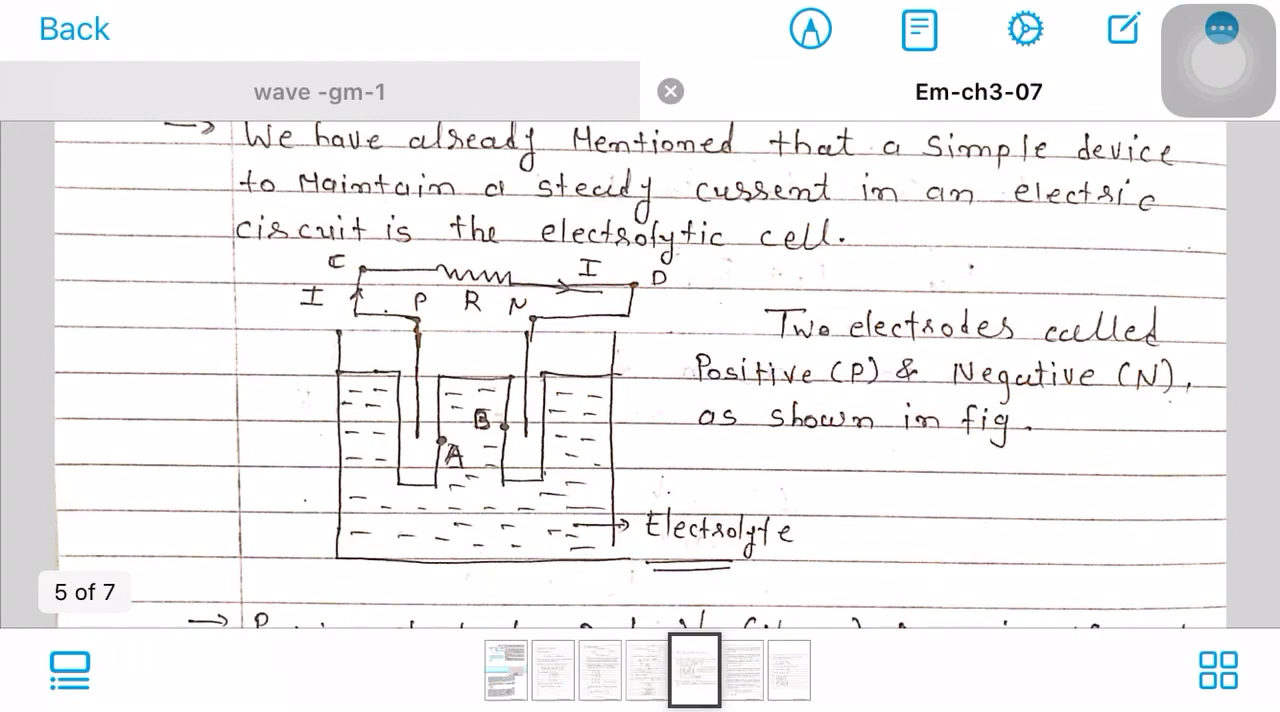 Back
wave -gm-1
Em-ch3-07
→ We have already Mentioned that a simple device
to Maintain a steady current in an electric
circuit is the electrolytic cell.
C I D
I P R N
Two electrodes called
Positive (P) & Negative (N),
as shown in fig.
B
A
→ Electrolyte
5 of 7